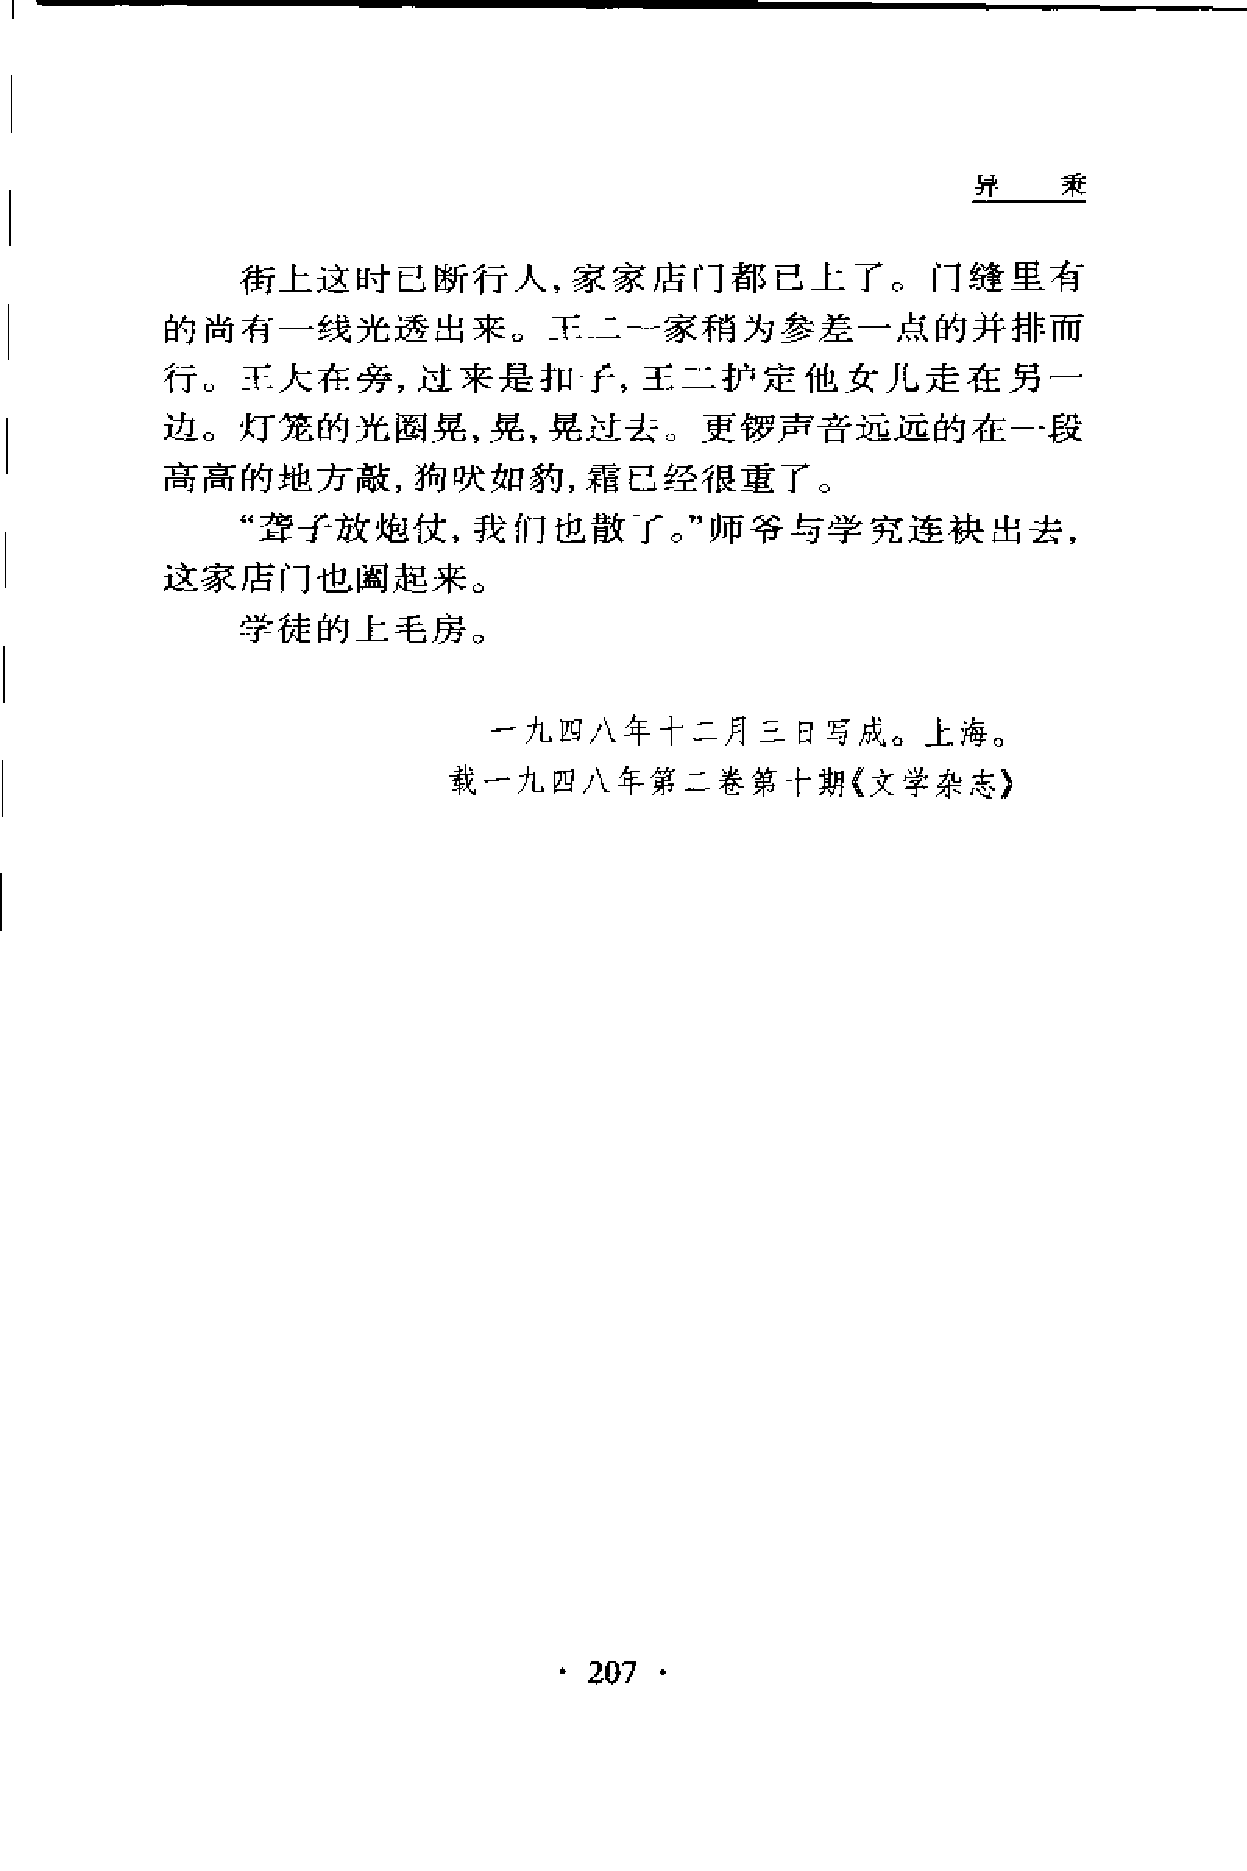 异 秉
街上这时已断行人,家家店门都已上了。门缝里有
的尚有一线光透出来。王二一家稍为参差一点的并排而
行。王大在旁,过来是扣子,王二护定他女儿走在另一
边。灯笼的光圈晃,晃,晃过去。更锣声音远远的在一段
高高的地方敲,狗吠如豹,霜已经很重了。
“聋子放炮仗,我们也散了。”师爷与学究连袂出去,
这家店门也阖起来。
学徒的上毛房。
一九四八年十二月三日写成。上海。
载一九四八年第二卷第十期《文学杂志》
· 207 ·